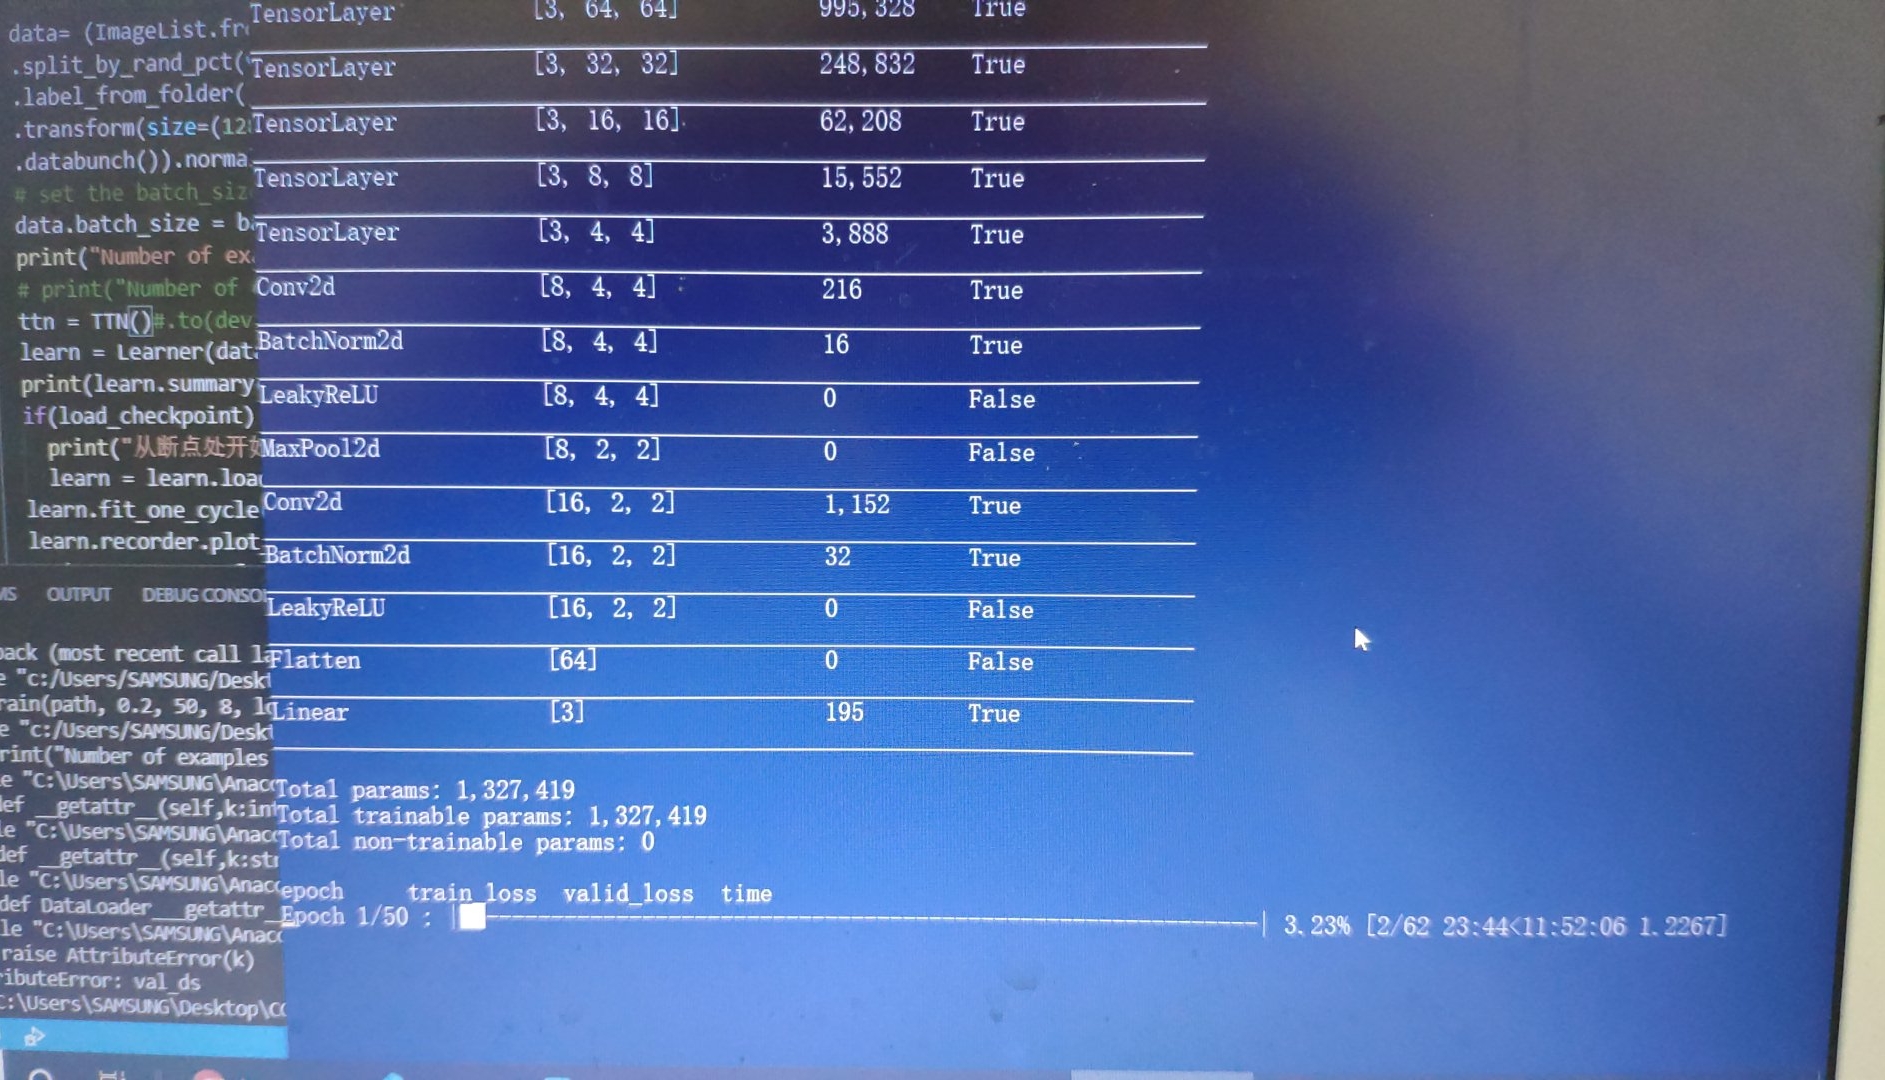 data= (ImageList.fr
.split_by_rand_pct(
.label_from_folder(
.transform(size=(12
.databunch()).norma
# set the batch_siz
data.batch_size = b
print("Number of ex
# print("Number of
ttn = TTN()#.to(dev
learn = Learner(dat
print(learn.summary
if(load_checkpoint)
print("从断点处开始
learn = learn.loa
learn.fit_one_cycle
learn.recorder.plot
MS OUTPUT DEBUG CONSOL
back (most recent call la
e "c:/Users/SAMSUNG/Deskt
rain(path, 0.2, 50, 8, lo
e "c:/Users/SAMSUNG/Deskt
rint("Number of examples
le "C:\Users\SAMSUNG\Anac
def __getattr__(self,k:int
le "C:\Users\SAMSUNG\Anac
def __getattr__(self,k:str
le "C:\Users\SAMSUNG\Anac
def DataLoader___getattr_
le "C:\Users\SAMSUNG\Anac
raise AttributeError(k)
ributeError: val_ds
C:\Users\SAMSUNG\Desktop\CO
TensorLayer [3, 64, 64] 995,328 True
TensorLayer [3, 32, 32] 248,832 True
TensorLayer [3, 16, 16] 62,208 True
TensorLayer [3, 8, 8] 15,552 True
TensorLayer [3, 4, 4] 3,888 True
Conv2d [8, 4, 4] 216 True
BatchNorm2d [8, 4, 4] 16 True
LeakyReLU [8, 4, 4] 0 False
MaxPool2d [8, 2, 2] 0 False
Conv2d [16, 2, 2] 1,152 True
BatchNorm2d [16, 2, 2] 32 True
LeakyReLU [16, 2, 2] 0 False
Flatten [64] 0 False
Linear [3] 195 True
Total params: 1,327,419
Total trainable params: 1,327,419
Total non-trainable params: 0
epoch train_loss valid_loss time
Epoch 1/50 : 3.23% [2/62 23:44<11:52:06 1.2267]